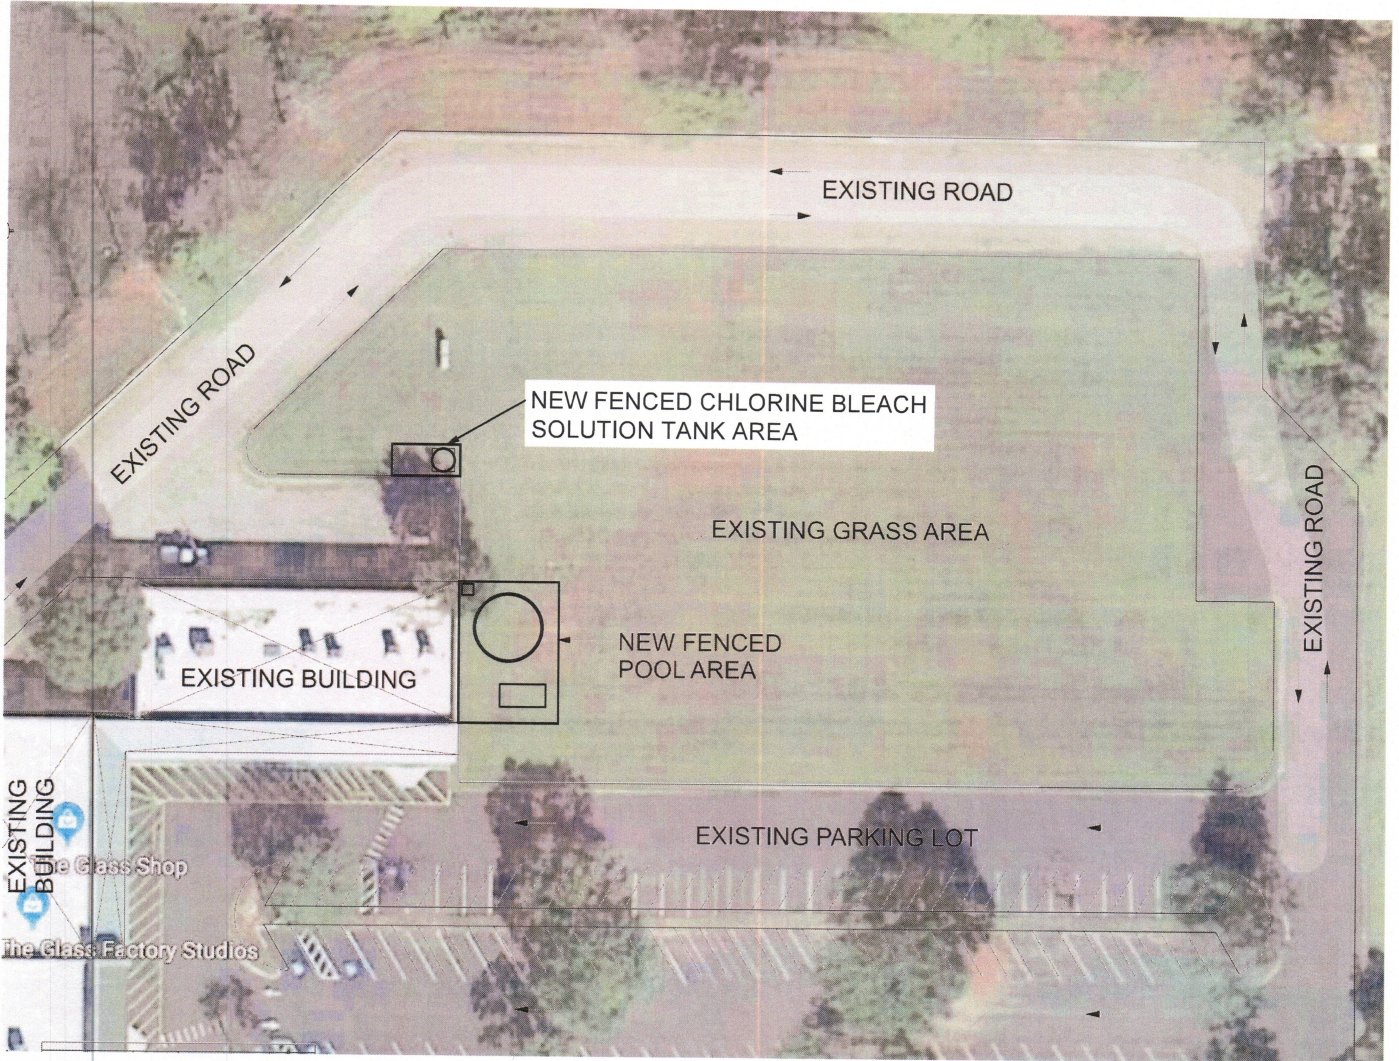 EXISTING ROAD
EXISTING ROAD
NEW FENCED CHLORINE BLEACH
SOLUTION TANK AREA
EXISTING GRASS AREA
EXISTING ROAD
NEW FENCED
POOL AREA
EXISTING BUILDING
EXISTING
BUILDING
EXISTING PARKING LOT
The Glass Shop
The Glass Factory Studios